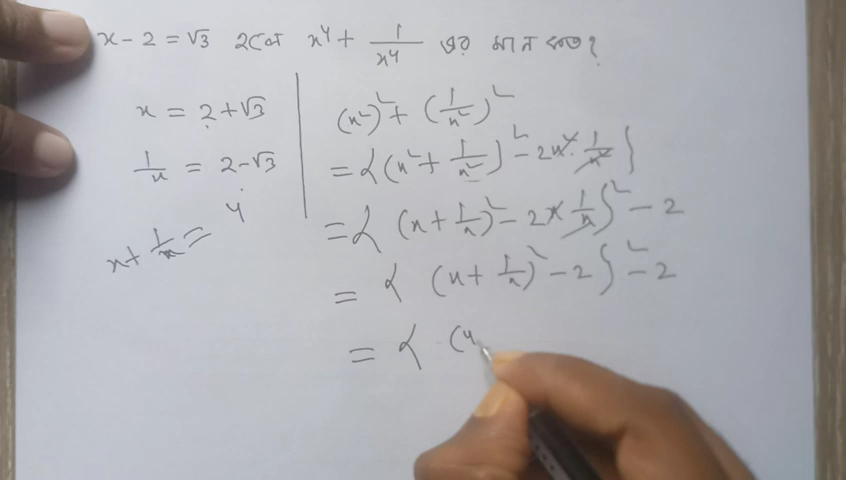 x - 2 = √3 হলে x⁴ + 1/x⁴ এর মান কত?
x = 2 + √3
1/x = 2 - √3
x + 1/x = 4
(x²)² + (1/x²)²
= {(x² + 1/x²)² - 2x² · 1/x²}
= {(x + 1/x)² - 2x · 1/x}² - 2
= {(x + 1/x)² - 2}² - 2
= { (4